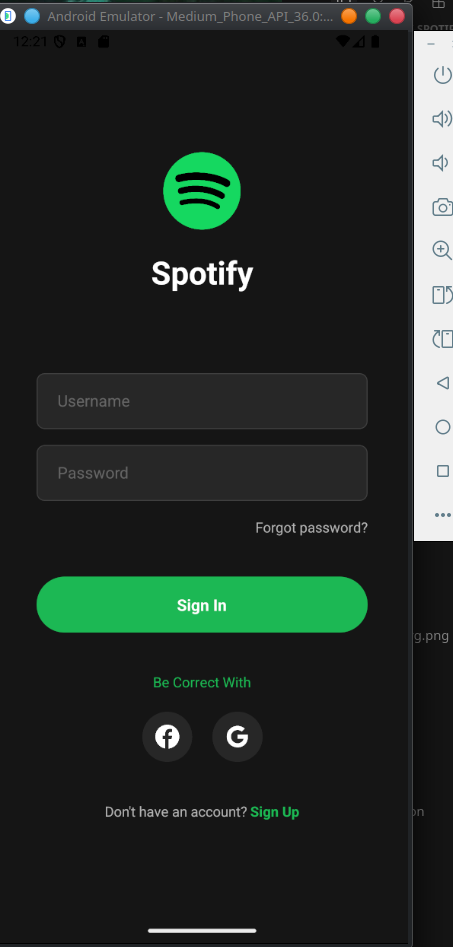 Android Emulator - Medium_Phone_API_36.0:...
12:21
Spotify
Username
Password
Forgot password?
Sign In
g.png
Be Correct With
Don't have an account? Sign Up
on